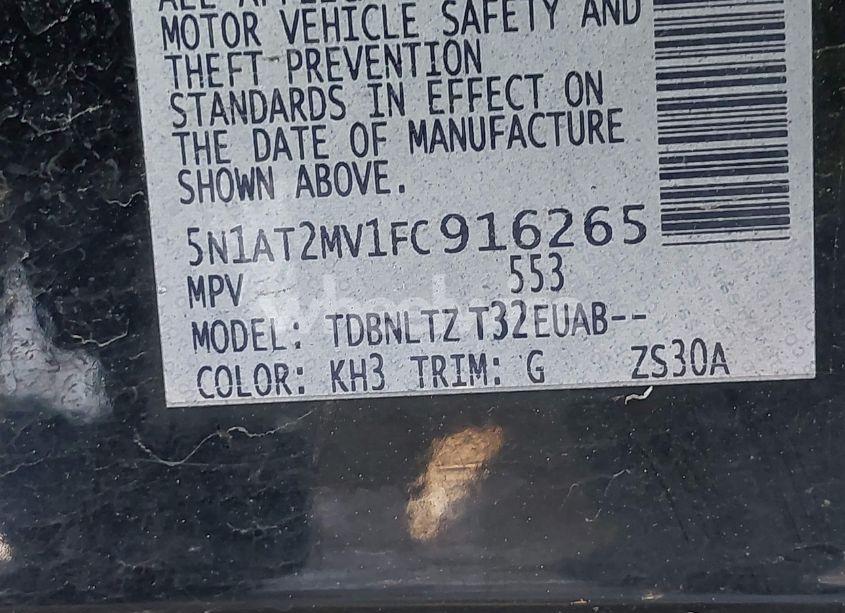 MOTOR VEHICLE SAFETY AND
THEFT PREVENTION
STANDARDS IN EFFECT ON
THE DATE OF MANUFACTURE
SHOWN ABOVE.
5N1AT2MV1FC916265
MPV 553
MODEL: TDBNLTZ T32EUAB--
COLOR: KH3 TRIM: G ZS30A